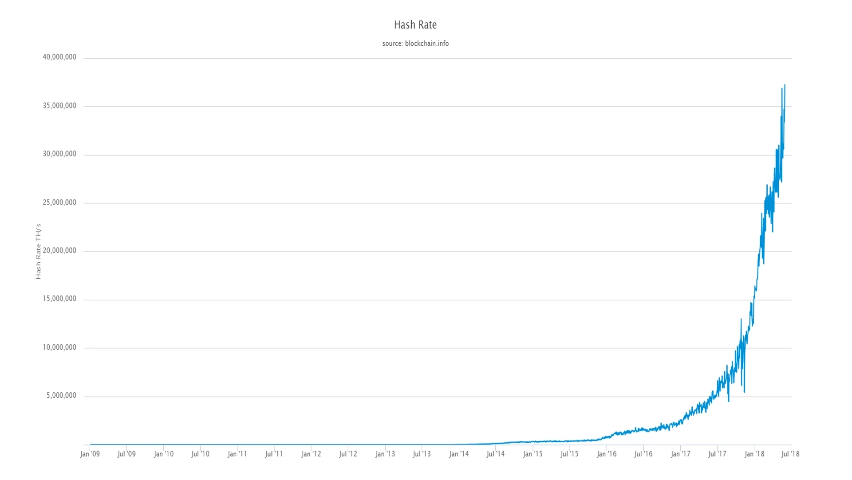 Hash Rate
source: blockchain.info
40,000,000
35,000,000
30,000,000
25,000,000
20,000,000
15,000,000
10,000,000
5,000,000
Hash Rate TH/s
Jan '09 Jul '09 Jan '10 Jul '10 Jan '11 Jul '11 Jan '12 Jul '12 Jan '13 Jul '13 Jan '14 Jul '14 Jan '15 Jul '15 Jan '16 Jul '16 Jan '17 Jul '17 Jan '18 Jul '18